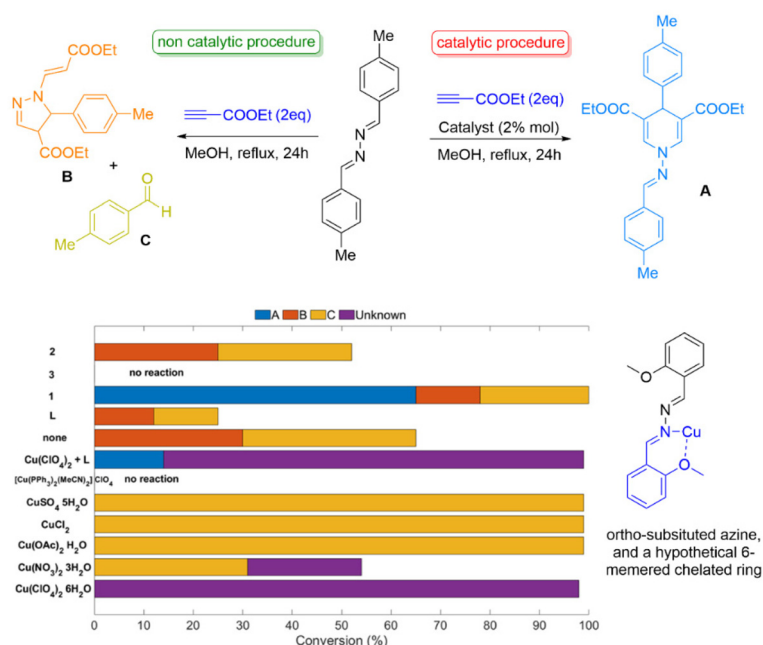 non catalytic procedure
catalytic procedure
COOEt
N
N
Me
COOEt
B
+
O
H
Me
C
COOEt (2eq)
MeOH, reflux, 24h
Me
N
N
Me
COOEt (2eq)
Catalyst (2% mol)
MeOH, reflux, 24h
Me
EtOOC
COOEt
N
N
A
Me
A B C Unknown
2
3 no reaction
1
L
none
Cu(ClO4)2 + L
[Cu(PPh3)2(MeCN)2] ClO4 no reaction
CuSO4 5H2O
CuCl2
Cu(OAc)2 H2O
Cu(NO3)2 3H2O
Cu(ClO4)2 6H2O
0 10 20 30 40 50 60 70 80 90 100
Conversion (%)
O
N
N
Cu
O
ortho-subsituted azine,
and a hypothetical 6-
memered chelated ring